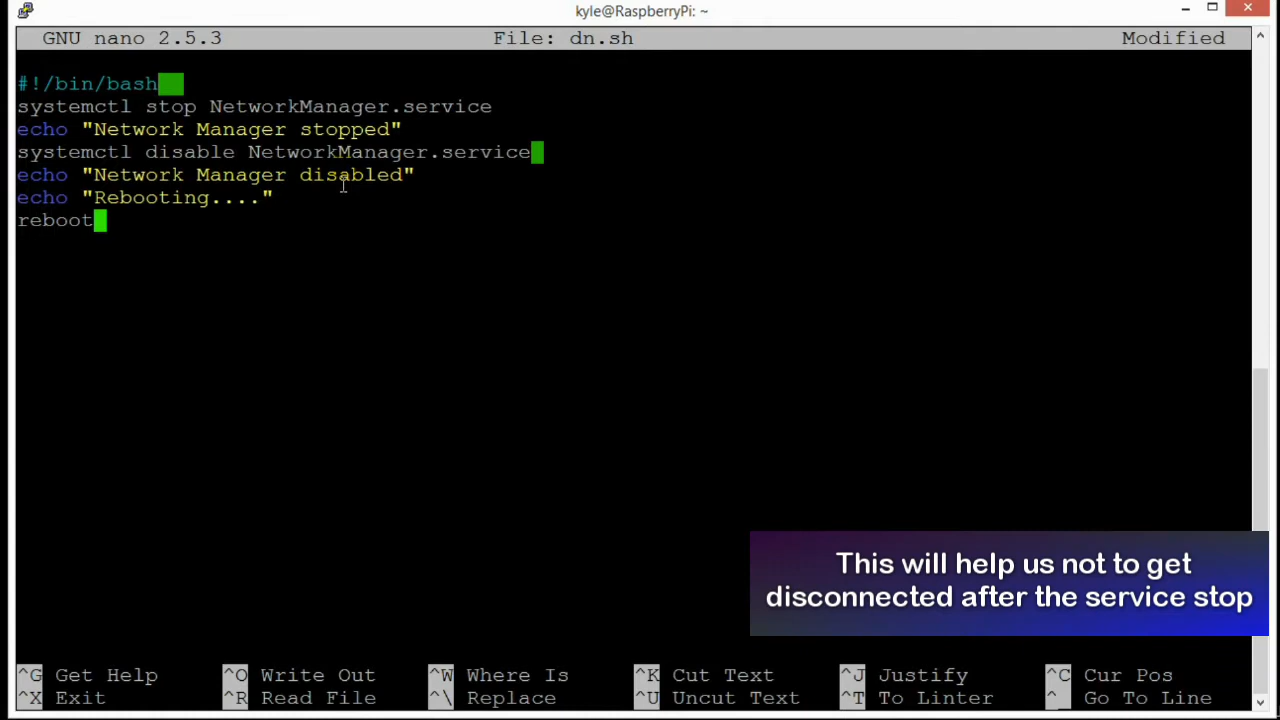 kyle@RaspberryPi: ~
GNU nano 2.5.3 File: dn.sh Modified
#!/bin/bash
systemctl stop NetworkManager.service
echo "Network Manager stopped"
systemctl disable NetworkManager.service
echo "Network Manager disabled"
echo "Rebooting...."
reboot
This will help us not to get
disconnected after the service stop
^G Get Help ^O Write Out ^W Where Is ^K Cut Text ^J Justify ^C Cur Pos
^X Exit ^R Read File ^\ Replace ^U Uncut Text ^T To Linter ^_ Go To Line